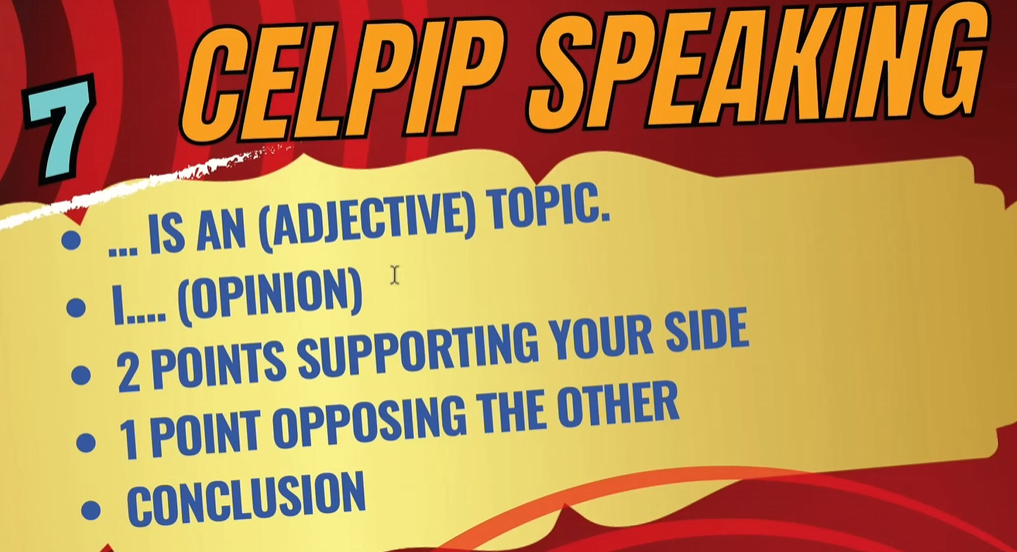 CELPIP SPEAKING
7
• ... IS AN (ADJECTIVE) TOPIC.
• I.... (OPINION)
• 2 POINTS SUPPORTING YOUR SIDE
• 1 POINT OPPOSING THE OTHER
• CONCLUSION